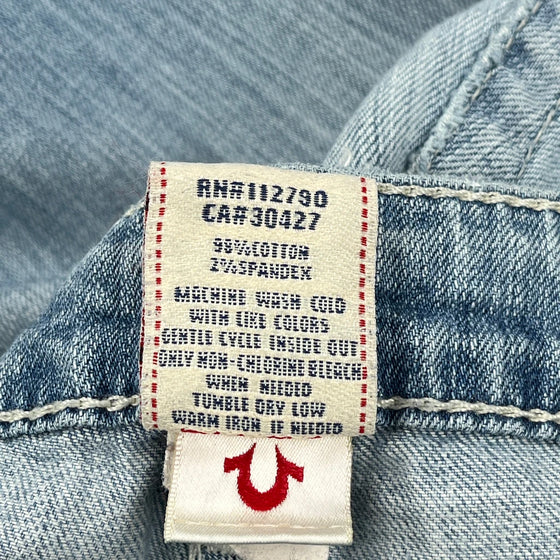 RN#112790
CA#30427
98%COTTON
2%SPANDEX
MACHINE WASH COLD
WITH LIKE COLORS
GENTLE CYCLE INSIDE OUT
ONLY NON-CHLORINE BLEACH
WHEN NEEDED
TUMBLE DRY LOW
WARM IRON IF NEEDED